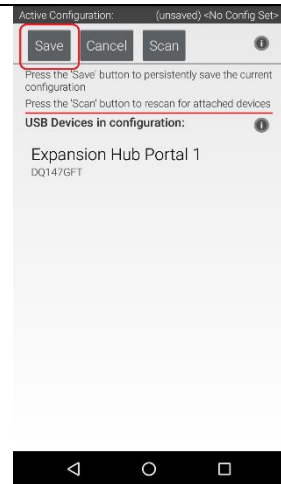 Active Configuration: (unsaved) <No Config Set>
Save Cancel Scan i
Press the 'Save' button to persistently save the current
configuration
Press the 'Scan' button to rescan for attached devices
USB Devices in configuration: i
Expansion Hub Portal 1
DQ147GFT